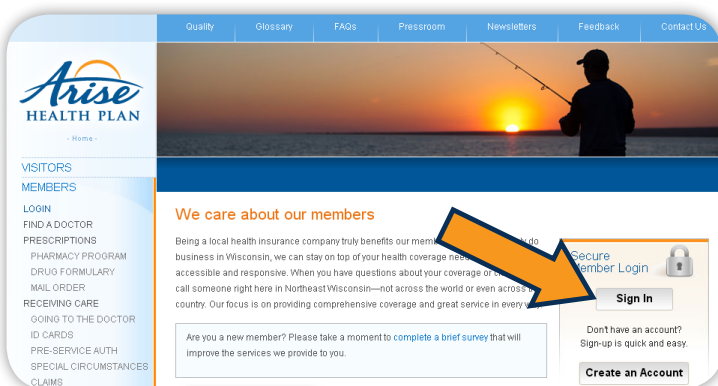 Quality Glossary FAQs Pressroom Newsletters Feedback Contact Us
Arise
HEALTH PLAN
- Home -
VISITORS
MEMBERS
LOGIN
FIND A DOCTOR
PRESCRIPTIONS
PHARMACY PROGRAM
DRUG FORMULARY
MAIL ORDER
RECEIVING CARE
GOING TO THE DOCTOR
ID CARDS
PRE-SERVICE AUTH
SPECIAL CIRCUMSTANCES
CLAIMS
We care about our members
Being a local health insurance company truly benefits our do
business in Wisconsin, we can stay on top of your health coverage
accessible and responsive. When you have questions about your coverage or
call someone right here in Northeast Wisconsin—not across the world or even across
country. Our focus is on providing comprehensive coverage and great service in every
Are you a new member? Please take a moment to complete a brief survey that will
improve the services we provide to you.
Secure
Member Login
Sign In
Don't have an account?
Sign-up is quick and easy.
Create an Account